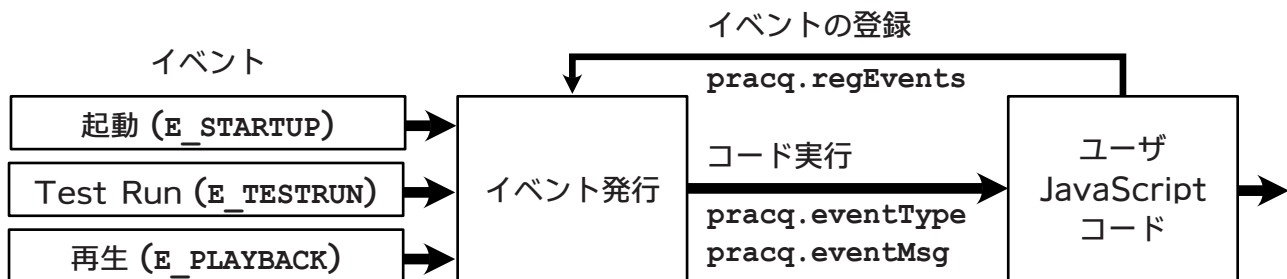 イベントの登録
イベント
pracq.regEvents
起動 (E_STARTUP)
Test Run (E_TESTRUN)
再生 (E_PLAYBACK)
イベント発行
コード実行
pracq.eventType
pracq.eventMsg
ユーザ
JavaScript
コード